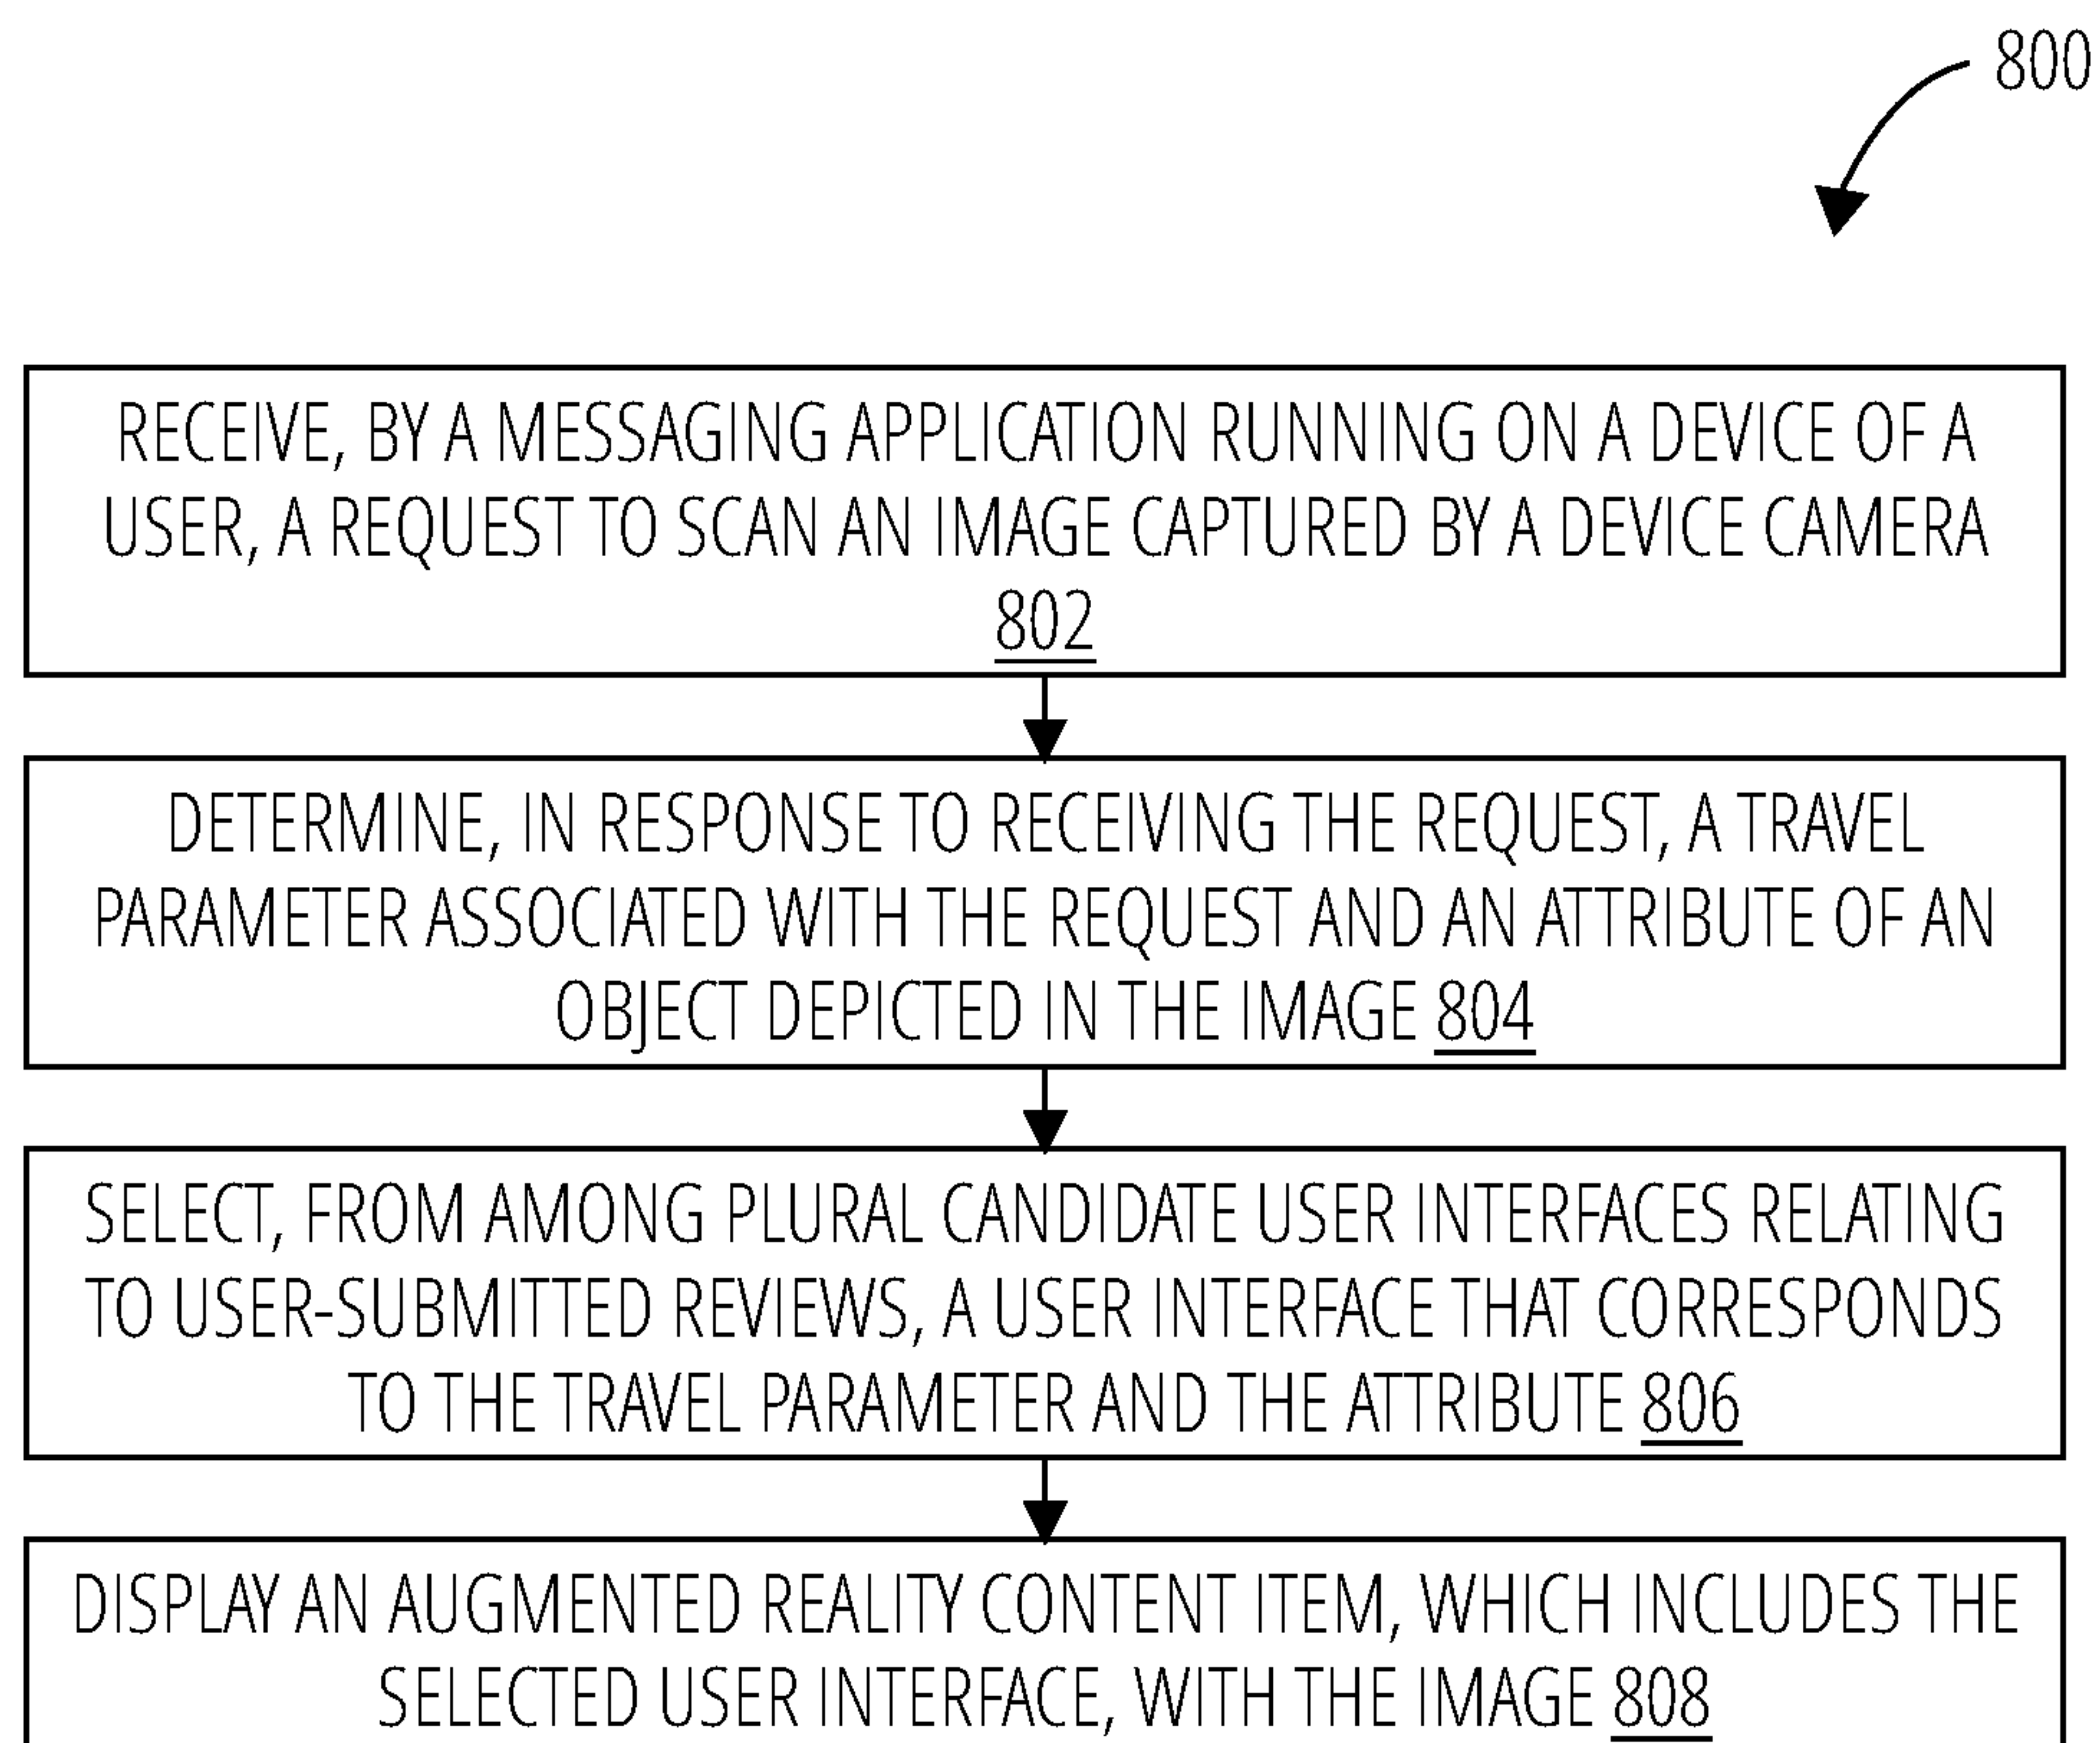 800
RECEIVE, BY A MESSAGING APPLICATION RUNNING ON A DEVICE OF A
USER, A REQUEST TO SCAN AN IMAGE CAPTURED BY A DEVICE CAMERA
802
DETERMINE, IN RESPONSE TO RECEIVING THE REQUEST, A TRAVEL
PARAMETER ASSOCIATED WITH THE REQUEST AND AN ATTRIBUTE OF AN
OBJECT DEPICTED IN THE IMAGE 804
SELECT, FROM AMONG PLURAL CANDIDATE USER INTERFACES RELATING
TO USER-SUBMITTED REVIEWS, A USER INTERFACE THAT CORRESPONDS
TO THE TRAVEL PARAMETER AND THE ATTRIBUTE 806
DISPLAY AN AUGMENTED REALITY CONTENT ITEM, WHICH INCLUDES THE
SELECTED USER INTERFACE, WITH THE IMAGE 808